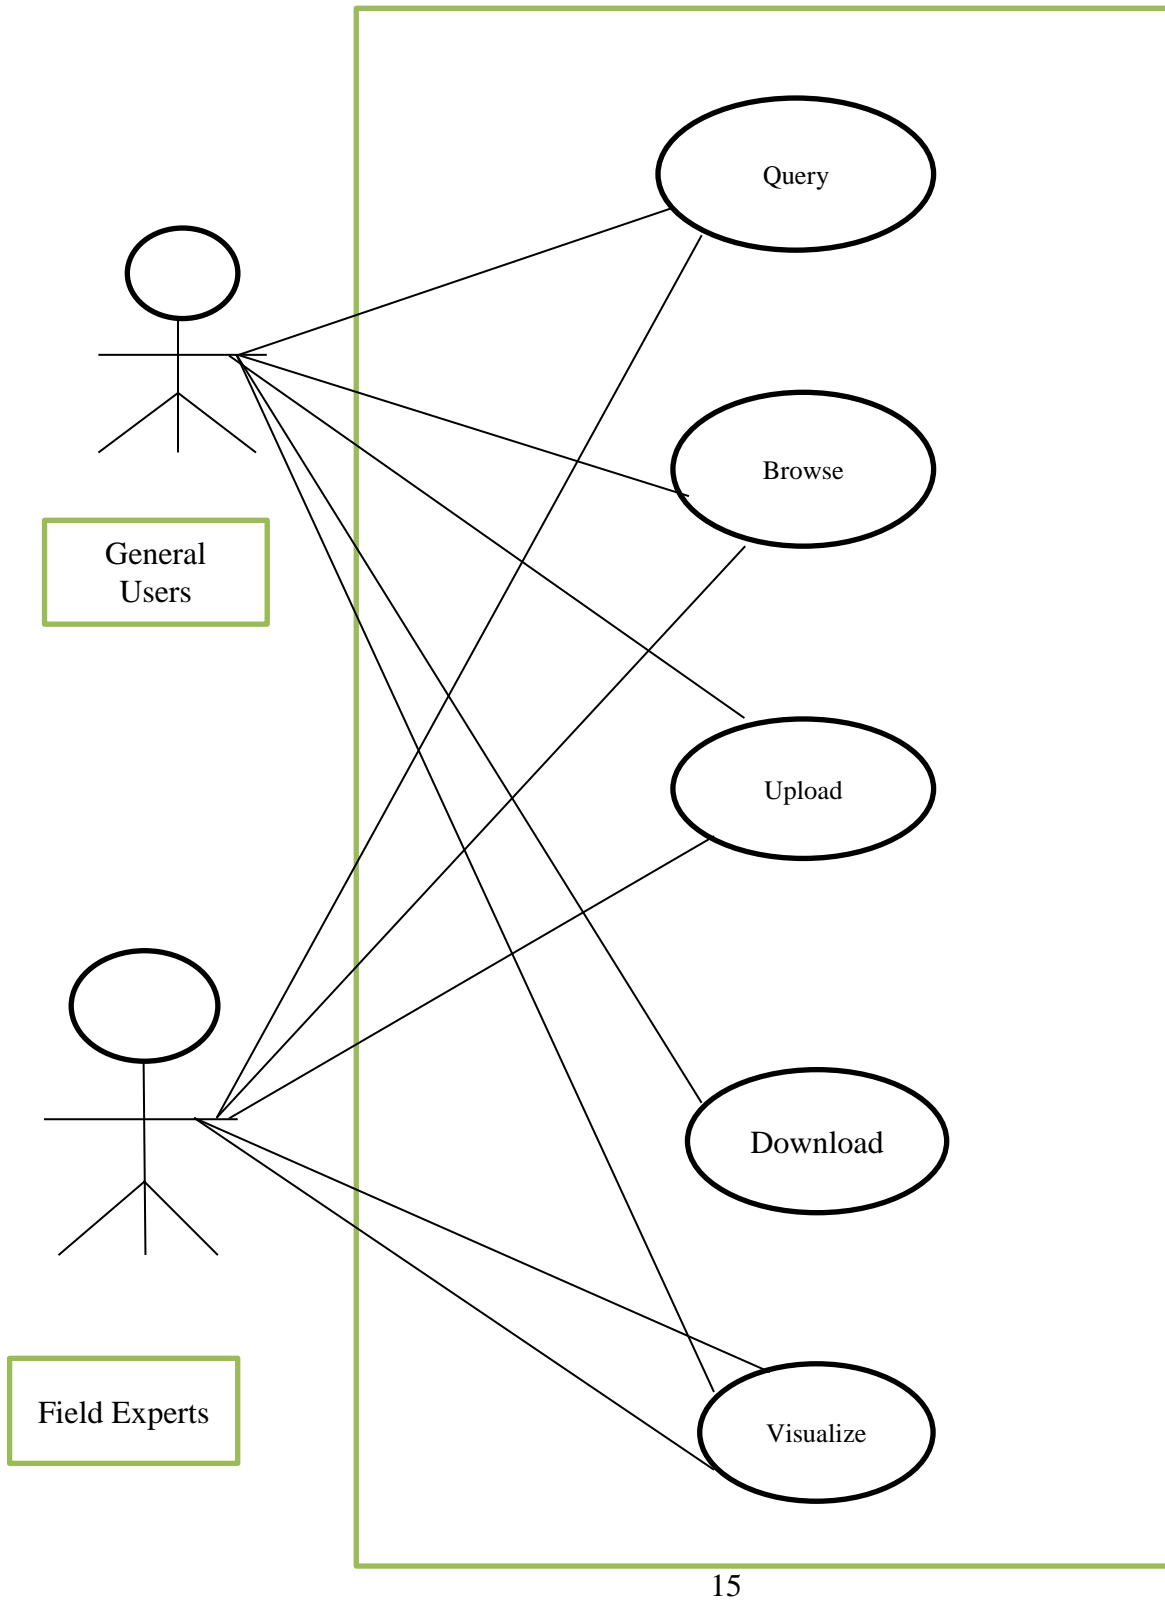 Query
Browse
General
Users
Upload
Download
Field Experts
Visualize
15